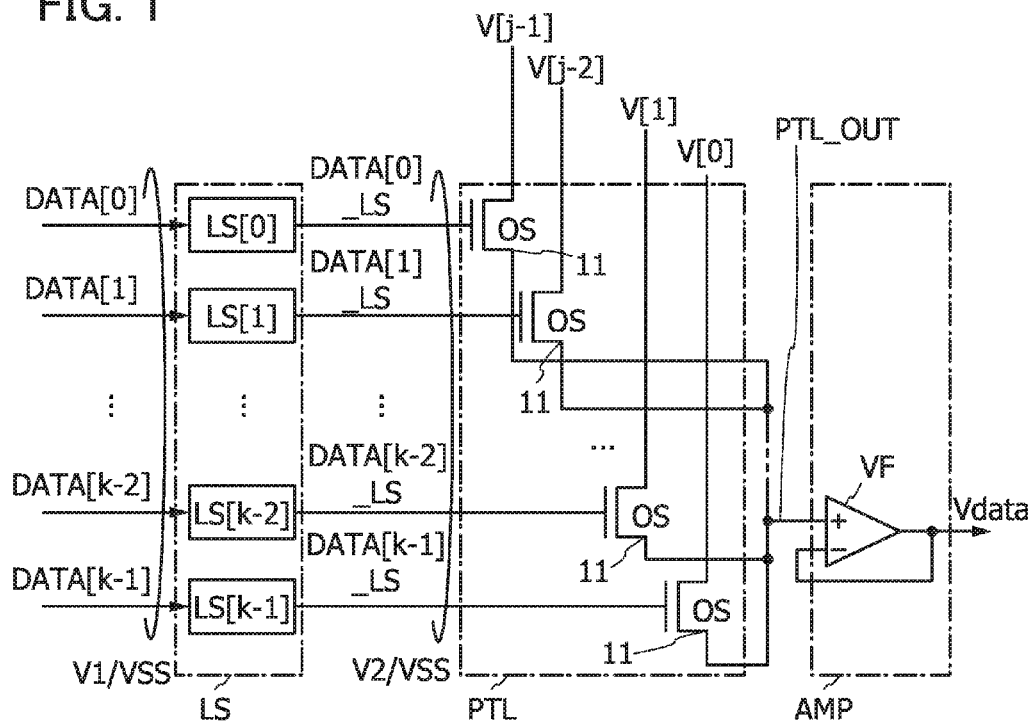 FIG. 1
V[j-1]
V[j-2]
V[1]
V[0]
PTL_OUT
DATA[0]
LS[0]
DATA[0]
_LS
OS
11
DATA[1]
LS[1]
DATA[1]
_LS
OS
11
⋮
⋮
⋮
...
DATA[k-2]
LS[k-2]
DATA[k-2]
_LS
OS
11
VF
+
−
Vdata
DATA[k-1]
LS[k-1]
DATA[k-1]
_LS
OS
11
V1/VSS
V2/VSS
LS
PTL
AMP